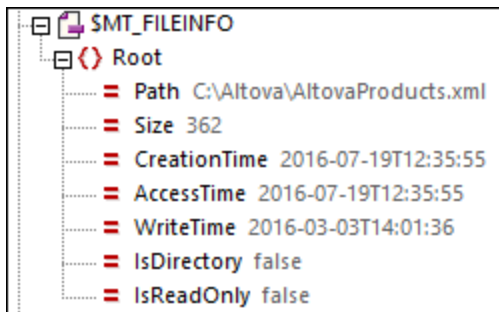 $MT_FILEINFO
Root
Path C:\Altova\AltovaProducts.xml
Size 362
CreationTime 2016-07-19T12:35:55
AccessTime 2016-07-19T12:35:55
WriteTime 2016-03-03T14:01:36
IsDirectory false
IsReadOnly false